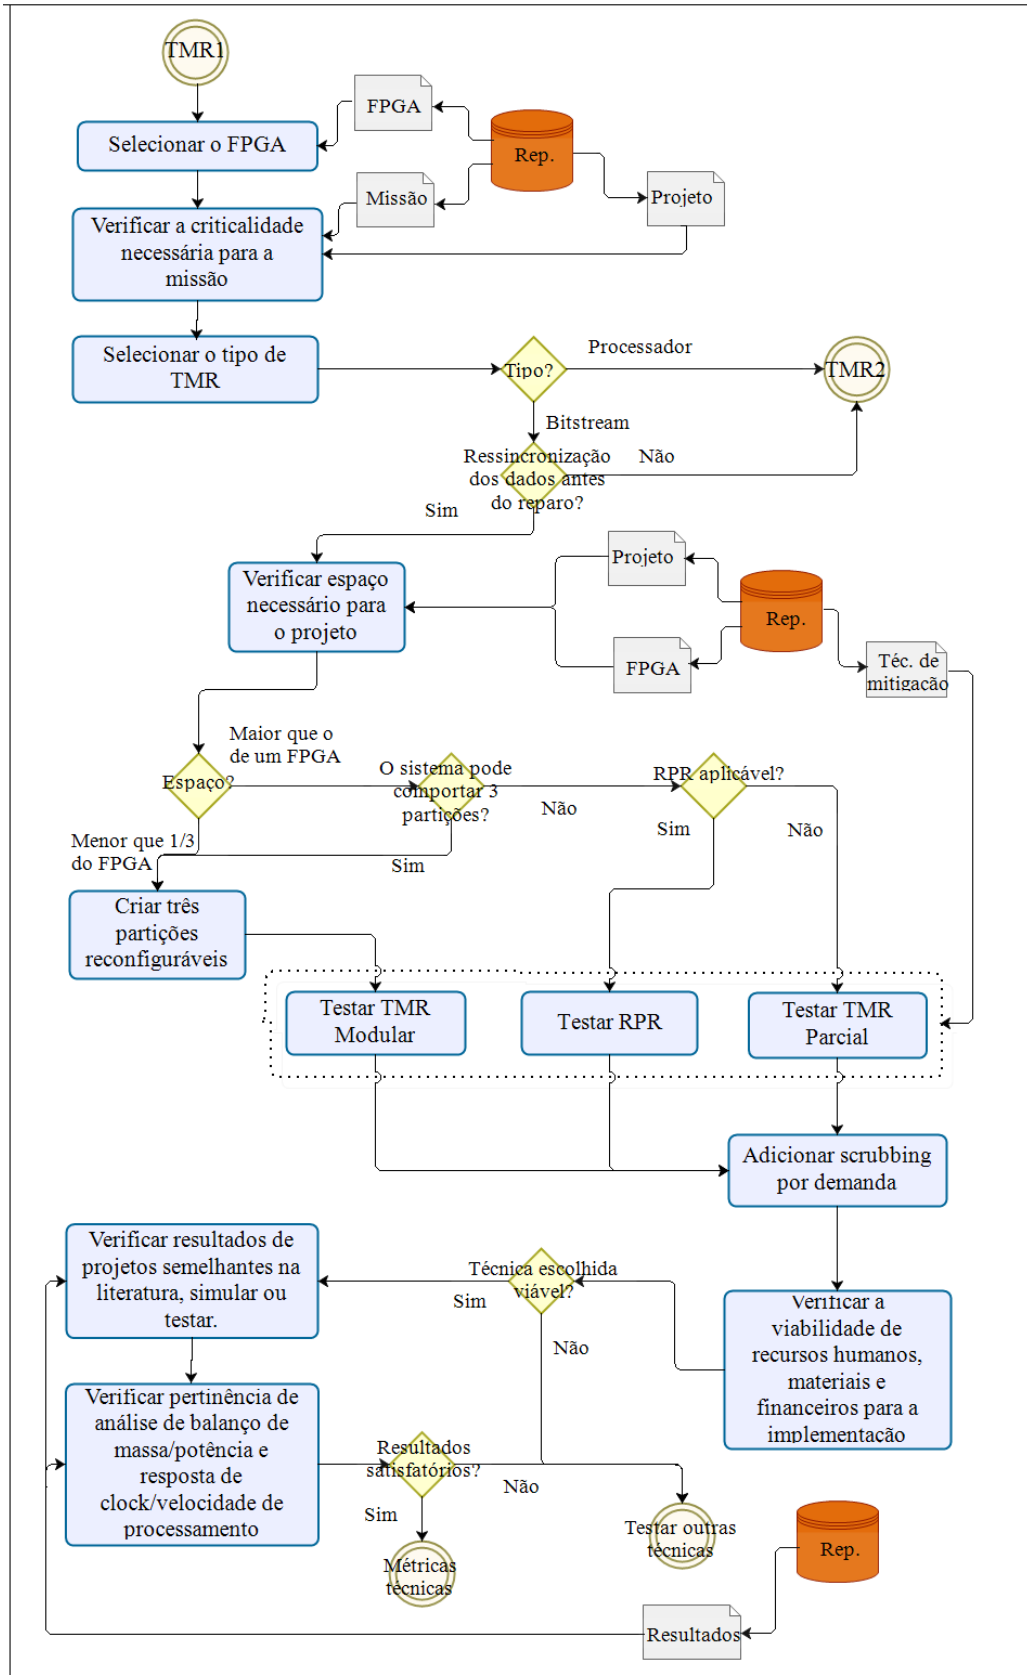 TMR1
FPGA
Selecionar o FPGA
Rep.
Missão
Projeto
Verificar a criticalidade
necessária para a
missão
Selecionar o tipo de
TMR
Tipo?
Processador
TMR2
Bitstream
Ressincronização
dos dados antes
do reparo?
Não
Sim
Projeto
Verificar espaço
necessário para
o projeto
Rep.
FPGA
Téc. de
mitigação
Maior que o
de um FPGA
Espaço?
O sistema pode
comportar 3
partições?
Não
RPR aplicável?
Sim
Não
Menor que 1/3
do FPGA
Sim
Criar três
partições
reconfiguráveis
Testar TMR
Modular
Testar RPR
Testar TMR
Parcial
Adicionar scrubbing
por demanda
Verificar resultados de
projetos semelhantes na
literatura, simular ou
testar.
Técnica escolhida
viável?
Sim
Não
Verificar a
viabilidade de
recursos humanos,
materiais e
financeiros para a
implementação
Verificar pertinência de
análise de balanço de
massa/potência e
resposta de
clock/velocidade de
processamento
Resultados
satisfatórios?
Não
Sim
Métricas
técnicas
Testar outras
técnicas
Rep.
Resultados